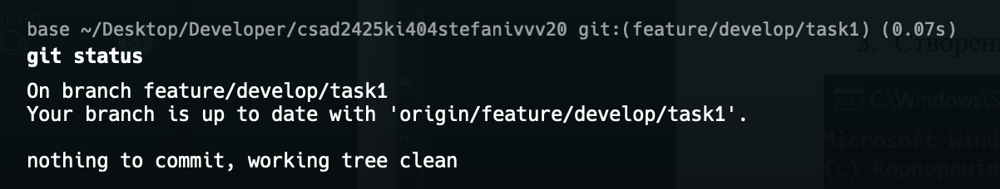 base ~/Desktop/Developer/csad2425ki404stefanivvv20 git:(feature/develop/task1) (0.07s)
git status
3. Створен
On branch feature/develop/task1
C:\Windows\S
Your branch is up to date with 'origin/feature/develop/task1'.
Microsoft Wind
nothing to commit, working tree clean
(c) Корпорація